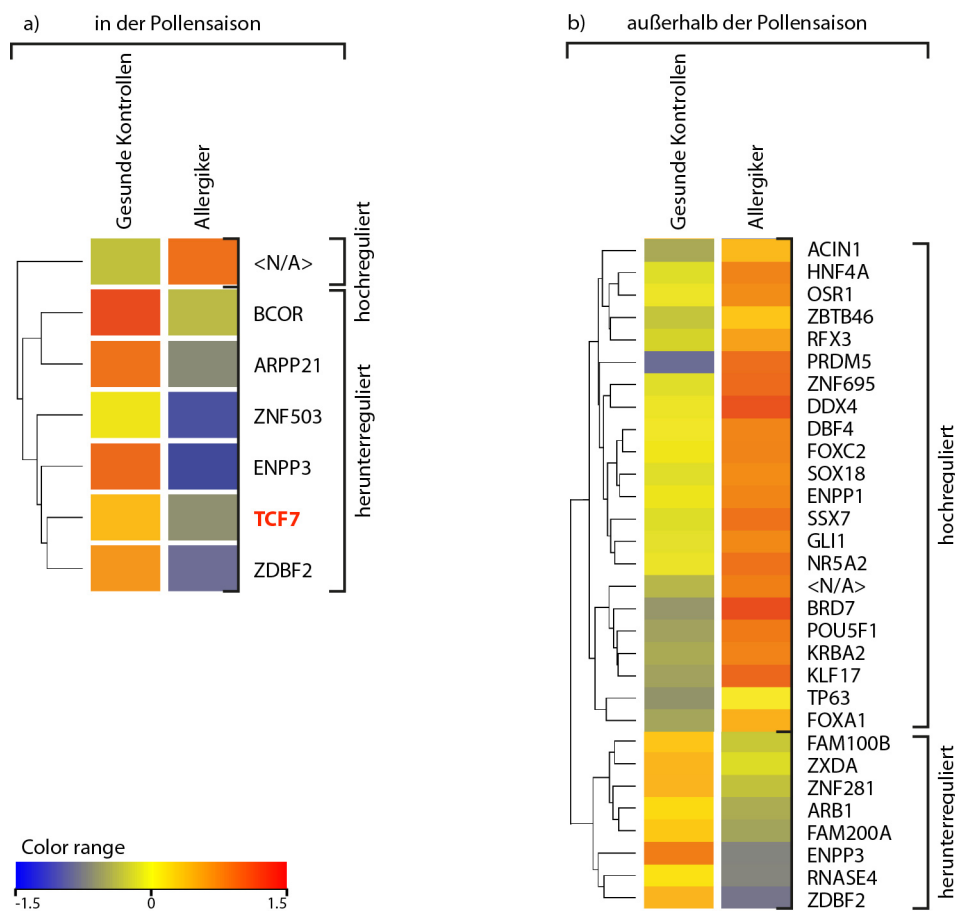 a) in der Pollensaison
Gesunde Kontrollen
Allergiker
<N/A>
BCOR
ARPP21
ZNF503
ENPP3
TCF7
ZDBF2
hochreguliert
herunterreguliert
Color range
-1.5 0 1.5
b) außerhalb der Pollensaison
Gesunde Kontrollen
Allergiker
ACIN1
HNF4A
OSR1
ZBTB46
RFX3
PRDM5
ZNF695
DDX4
DBF4
FOXC2
SOX18
ENPP1
SSX7
GLI1
NR5A2
<N/A>
BRD7
POU5F1
KRBA2
KLF17
TP63
FOXA1
FAM100B
ZXDA
ZNF281
ARB1
FAM200A
ENPP3
RNASE4
ZDBF2
hochreguliert
herunterreguliert